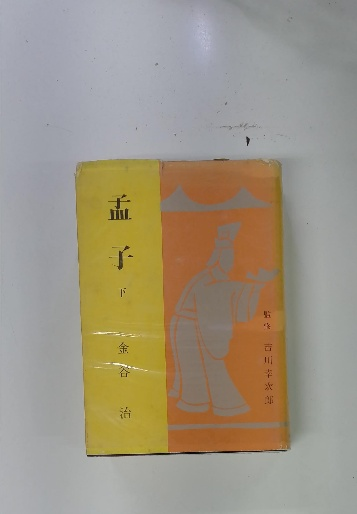 孟子 下
金谷 治
監修 吉川幸次郎